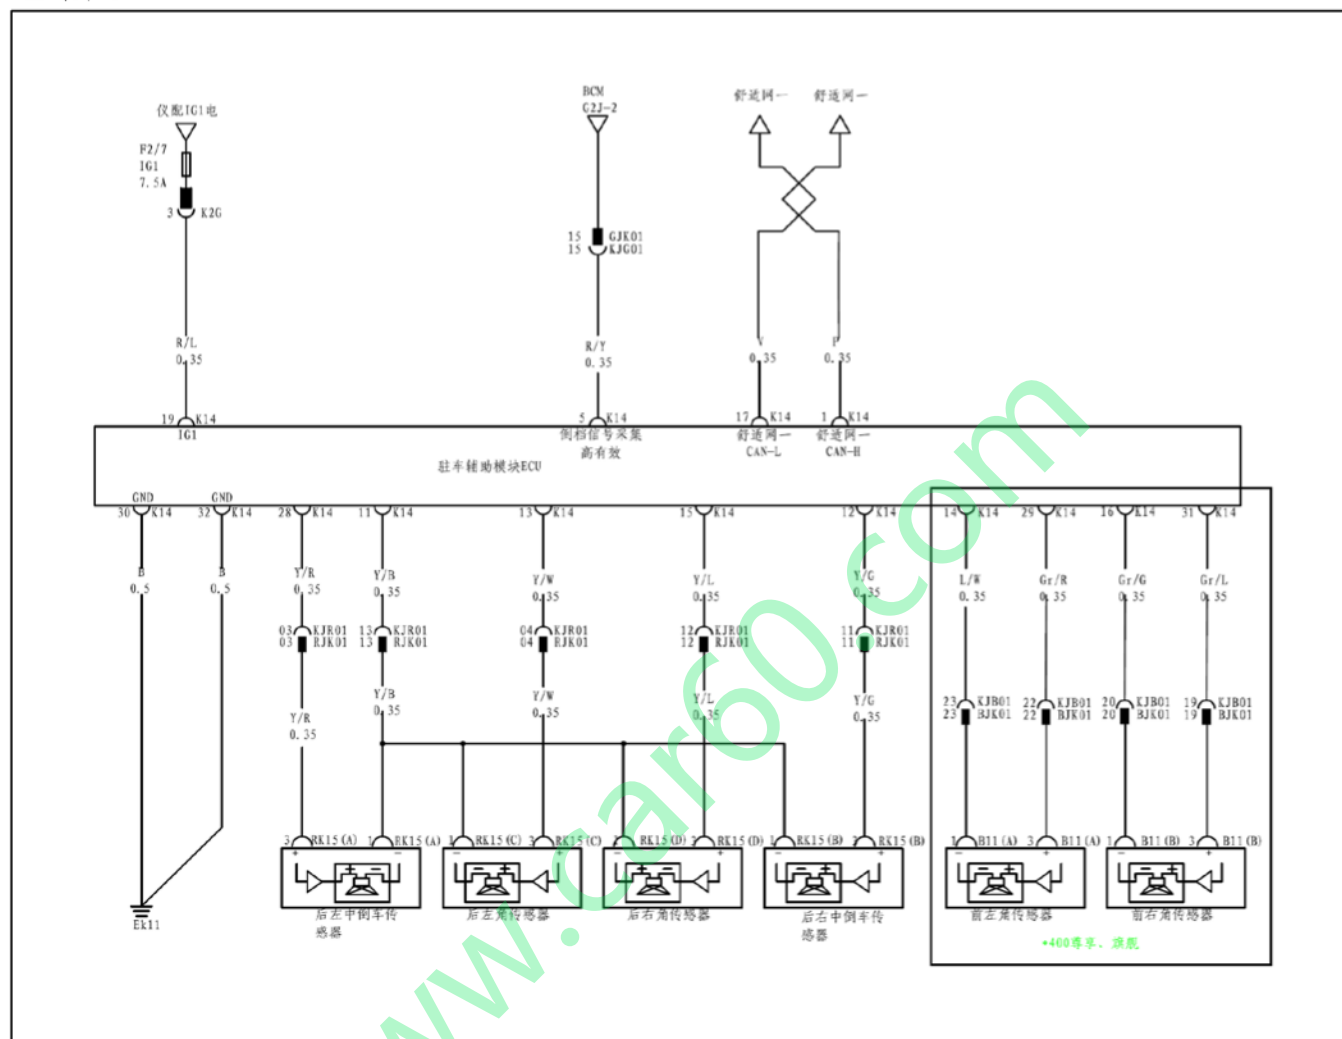 仪配IG1电
F2/7
IG1
7.5A
3 K2G
R/L
0.35
BCM
G2J-2
15 GJK01
15 KJG01
R/Y
0.35
舒适网一 舒适网一
V P
0.35 0.35
19 K14 5 K14 17 K14 1 K14
IG1 倒档信号采集 舒适网一 舒适网一
高有效 CAN-L CAN-H
驻车辅助模块ECU
GND GND
30 K14 32 K14 28 K14 11 K14 13 K14 15 K14 12 K14 14 K14 29 K14 16 K14 31 K14
B B Y/R Y/B Y/W Y/L Y/G L/W Gr/R Gr/G Gr/L
0.5 0.5 0.35 0.35 0.35 0.35 0.35 0.35 0.35 0.35 0.35
03 KJR01 13 KJR01 04 KJR01 12 KJR01 11 KJR01
03 RJK01 13 RJK01 04 RJK01 12 RJK01 11 RJK01
Y/R Y/B Y/W Y/L Y/G
0.35 0.35 0.35 0.35 0.35
23 KJB01 22 KJB01 20 KJB01 19 KJB01
23 BJK01 22 BJK01 20 BJK01 19 BJK01
3 RK15(A) 1 RK15(A) 1 RK15(C) RK15(C) RK15(D) RK15(D) 1 RK15(B) RK15(B) 1 B11(A) 3 B11(A) 1 B11(B) 3 B11(B)
+ - - + - + - + - + - +
后左中倒车传感器
后左角传感器
后右角传感器
后右中倒车传感器
前左角传感器
前右角传感器
*460尊享、旗舰
Ek11
www.car60.com